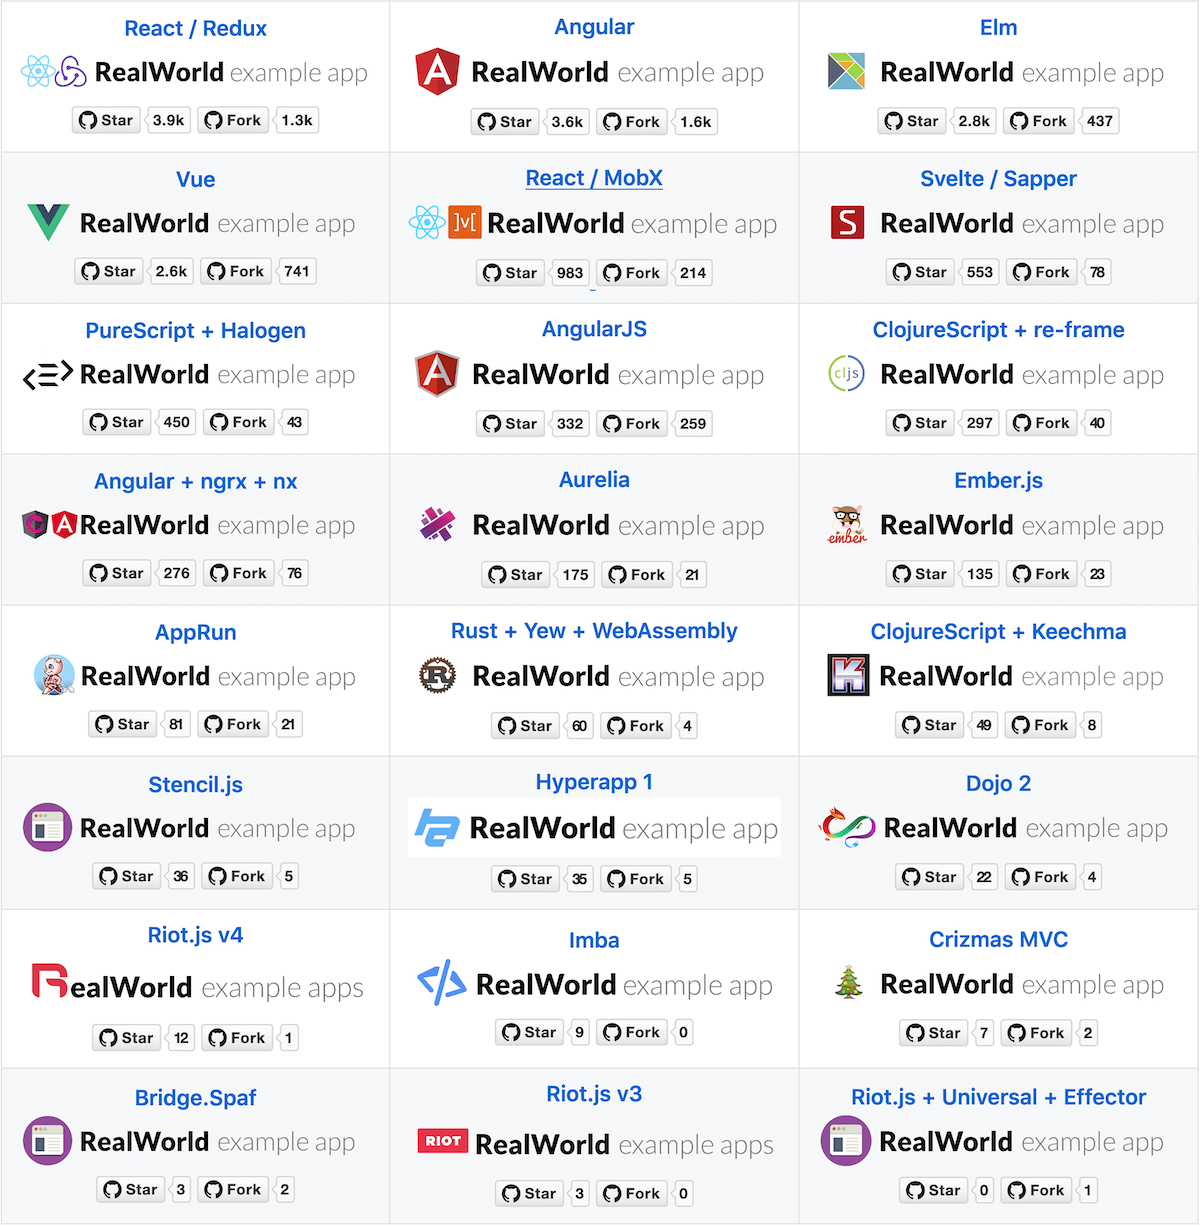 React / Redux
RealWorld example app
Star 3.9k Fork 1.3k
Angular
RealWorld example app
Star 3.6k Fork 1.6k
Elm
RealWorld example app
Star 2.8k Fork 437
Vue
RealWorld example app
Star 2.6k Fork 741
React / MobX
]v[ RealWorld example app
Star 983 Fork 214
Svelte / Sapper
S RealWorld example app
Star 553 Fork 78
PureScript + Halogen
RealWorld example app
Star 450 Fork 43
AngularJS
RealWorld example app
Star 332 Fork 259
ClojureScript + re-frame
cljs RealWorld example app
Star 297 Fork 40
Angular + ngrx + nx
RealWorld example app
Star 276 Fork 76
Aurelia
RealWorld example app
Star 175 Fork 21
Ember.js
ember RealWorld example app
Star 135 Fork 23
AppRun
RealWorld example app
Star 81 Fork 21
Rust + Yew + WebAssembly
R RealWorld example app
Star 60 Fork 4
ClojureScript + Keechma
K RealWorld example app
Star 49 Fork 8
Stencil.js
RealWorld example app
Star 36 Fork 5
Hyperapp 1
RealWorld example app
Star 35 Fork 5
Dojo 2
RealWorld example app
Star 22 Fork 4
Riot.js v4
RealWorld example apps
Star 12 Fork 1
Imba
RealWorld example app
Star 9 Fork 0
Crizmas MVC
RealWorld example app
Star 7 Fork 2
Bridge.Spaf
RealWorld example app
Star 3 Fork 2
Riot.js v3
RIOT RealWorld example apps
Star 3 Fork 0
Riot.js + Universal + Effector
RealWorld example app
Star 0 Fork 1